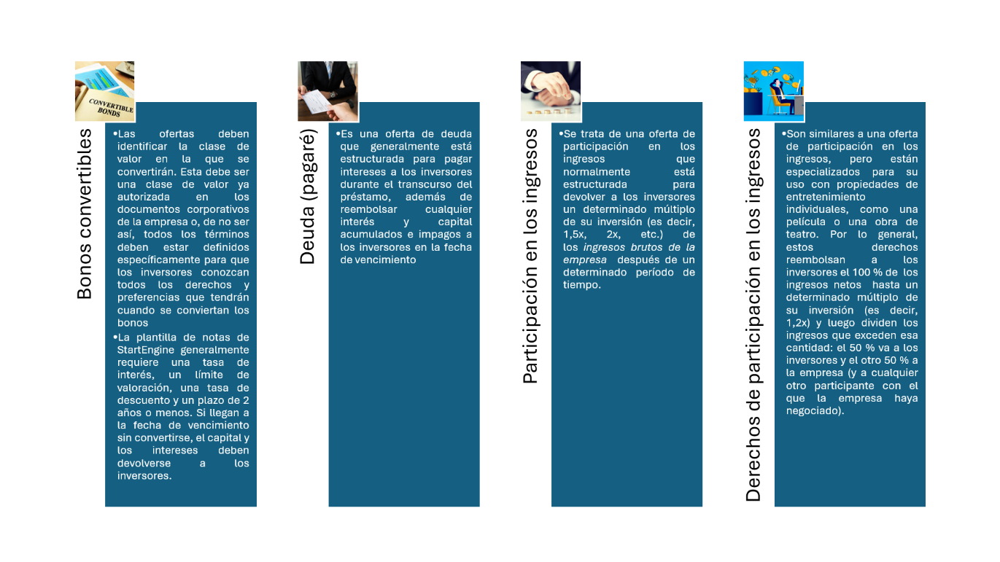 CONVERTIBLE
BONDS
Bonos convertibles
•Las ofertas deben
identificar la clase de
valor en la que se
convertirán. Esta debe ser
una clase de valor ya
autorizada en los
documentos corporativos
de la empresa o, de no ser
así, todos los términos
deben estar definidos
específicamente para que
los inversores conozcan
todos los derechos y
preferencias que tendrán
cuando se conviertan los
bonos
•La plantilla de notas de
StartEngine generalmente
requiere una tasa de
interés, un límite de
valoración, una tasa de
descuento y un plazo de 2
años o menos. Si llegan a
la fecha de vencimiento
sin convertirse, el capital y
los intereses deben
devolverse a los
inversores.
Deuda (pagaré)
•Es una oferta de deuda
que generalmente está
estructurada para pagar
intereses a los inversores
durante el transcurso del
préstamo, además de
reembolsar cualquier
interés y capital
acumulados e impagos a
los inversores en la fecha
de vencimiento
Participación en los ingresos
•Se trata de una oferta de
participación en los
ingresos que
normalmente está
estructurada para
devolver a los inversores
un determinado múltiplo
de su inversión (es decir,
1,5x, 2x, etc.) de
los ingresos brutos de la
empresa después de un
determinado período de
tiempo.
Derechos de participación en los ingresos
•Son similares a una oferta
de participación en los
ingresos, pero están
especializados para su
uso con propiedades de
entretenimiento
individuales, como una
película o una obra de
teatro. Por lo general,
estos derechos
reembolsan a los
inversores el 100 % de los
ingresos netos hasta un
determinado múltiplo de
su inversión (es decir,
1,2x) y luego dividen los
ingresos que exceden esa
cantidad: el 50 % va a los
inversores y el otro 50 % a
la empresa (y a cualquier
otro participante con el
que la empresa haya
negociado).